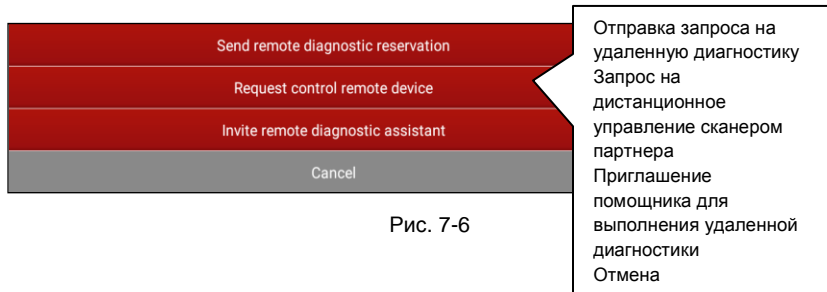 Send remote diagnostic reservation
Request control remote device
Invite remote diagnostic assistant
Cancel
Отправка запроса на
удаленную диагностику
Запрос на
дистанционное
управление сканером
партнера
Приглашение
помощника для
выполнения удаленной
диагностики
Отмена
Рис. 7-6